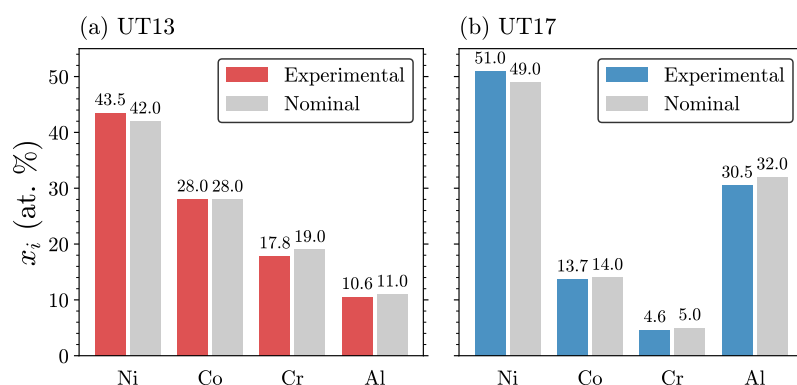 (a) UT13
Experimental
Nominal
43.5 42.0
28.0 28.0
17.8 19.0
10.6 11.0
50
40
30
20
10
0
x_i (at. %)
Ni Co Cr Al
(b) UT17
Experimental
Nominal
51.0 49.0
13.7 14.0
4.6 5.0
30.5 32.0
Ni Co Cr Al